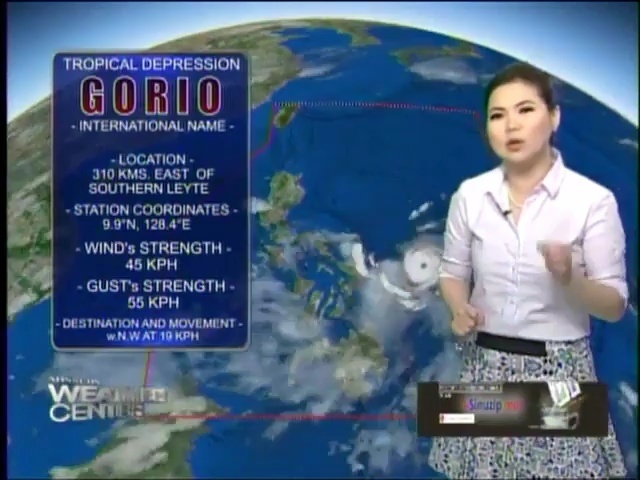 TROPICAL DEPRESSION
GORIO
- INTERNATIONAL NAME -
- LOCATION -
310 KMS. EAST OF
SOUTHERN LEYTE
- STATION COORDINATES -
9.9°N, 128.4°E
- WIND's STRENGTH -
45 KPH
- GUST's STRENGTH -
55 KPH
- DESTINATION AND MOVEMENT -
w.N.W AT 19 KPH
WEATHER
CENTER
Sinuzip